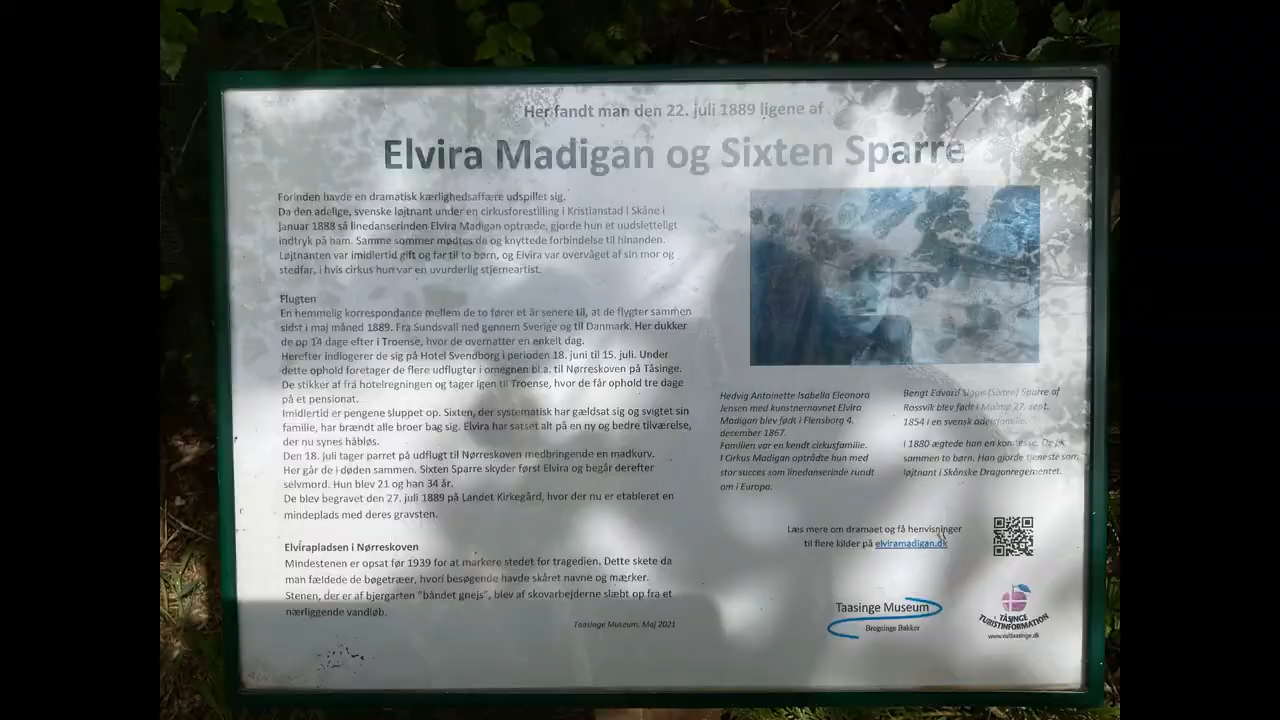 Her fandt man den 22. juli 1889 ligene af
Elvira Madigan og Sixten Sparre
Forinden havde en dramatisk kærlighedsaffære udspillet sig.
Da den adelige, svenske løjtnant under en cirkusforestilling i Kristianstad i Skåne i
januar 1888 så linedanserinden Elvira Madigan optræde, gjorde hun et uudsletteligt
indtryk på ham. Samme sommer mødtes de og knyttede forbindelse til hinanden.
Løjtnanten var imidlertid gift og far til to børn, og Elvira var overvåget af sin mor og
stedfar, i hvis cirkus hun var en uvurderlig stjerneartist.
Flugten
En hemmelig korrespondance mellem de to fører et år senere til, at de flygter sammen
sidst i maj måned 1889. Fra Sundsvall ned gennem Sverige og til Danmark. Her dukker
de op 14 dage efter i Troense, hvor de overnatter en enkelt dag.
Herefter indlogerer de sig på Hotel Svendborg i perioden 18. juni til 15. juli. Under
dette ophold foretager de flere udflugter i omegnen bl.a. til Nørreskoven på Tåsinge.
De stikker af frå hotelregningen og tager igen til Troense, hvor de får ophold tre dage
på et pensionat.
Imidlertid er pengene sluppet op. Sixten, der systematisk har gældsat sig og svigtet sin
familie, har brændt alle broer bag sig. Elvira har satset alt på en ny og bedre tilværelse,
der nu synes håbløs.
Den 18. juli tager parret på udflugt til Nørreskoven medbringende en madkurv.
Her går de i døden sammen. Sixten Sparre skyder først Elvira og begår derefter
selvmord. Hun blev 21 og han 34 år.
De blev begravet den 27. juli 1889 på Landet Kirkegård, hvor der nu er etableret en
mindeplads med deres gravsten.
Elvirapladsen i Nørreskoven
Mindestenen er opsat før 1939 for at markere stedet for tragedien. Dette skete da
man fældede de bøgetræer, hvori besøgende havde skåret navne og mærker.
Stenen, der er af bjergarten "båndet gnejs", blev af skovarbejderne slæbt op fra et
nærliggende vandløb.
Taasinge Museum, Maj 2021
Hedvig Antoinette Isabella Eleonora
Jensen med kunstnernavnet Elvira
Madigan blev født i Flensborg 4.
december 1867.
Familien var en kendt cirkusfamilie.
I Cirkus Madigan optrådte hun med
stor succes som linedanserinde rundt
om i Europa.
Bengt Edvard Sigge (Sixten) Sparre af
Rossvik blev født i Malmø 27. sept.
1854 i en svensk adelsfamilie.
I 1880 ægtede han en komtesse. De fik
sammen to børn. Han gjorde tjeneste som
løjtnant i Skånske Dragonregementet.
Læs mere om dramaet og få henvisninger
til flere kilder på elviramadigan.dk
Taasinge Museum
Bregninge Bakker
TÅSINGE
TURISTINFORMATION
www.visittaasinge.dk